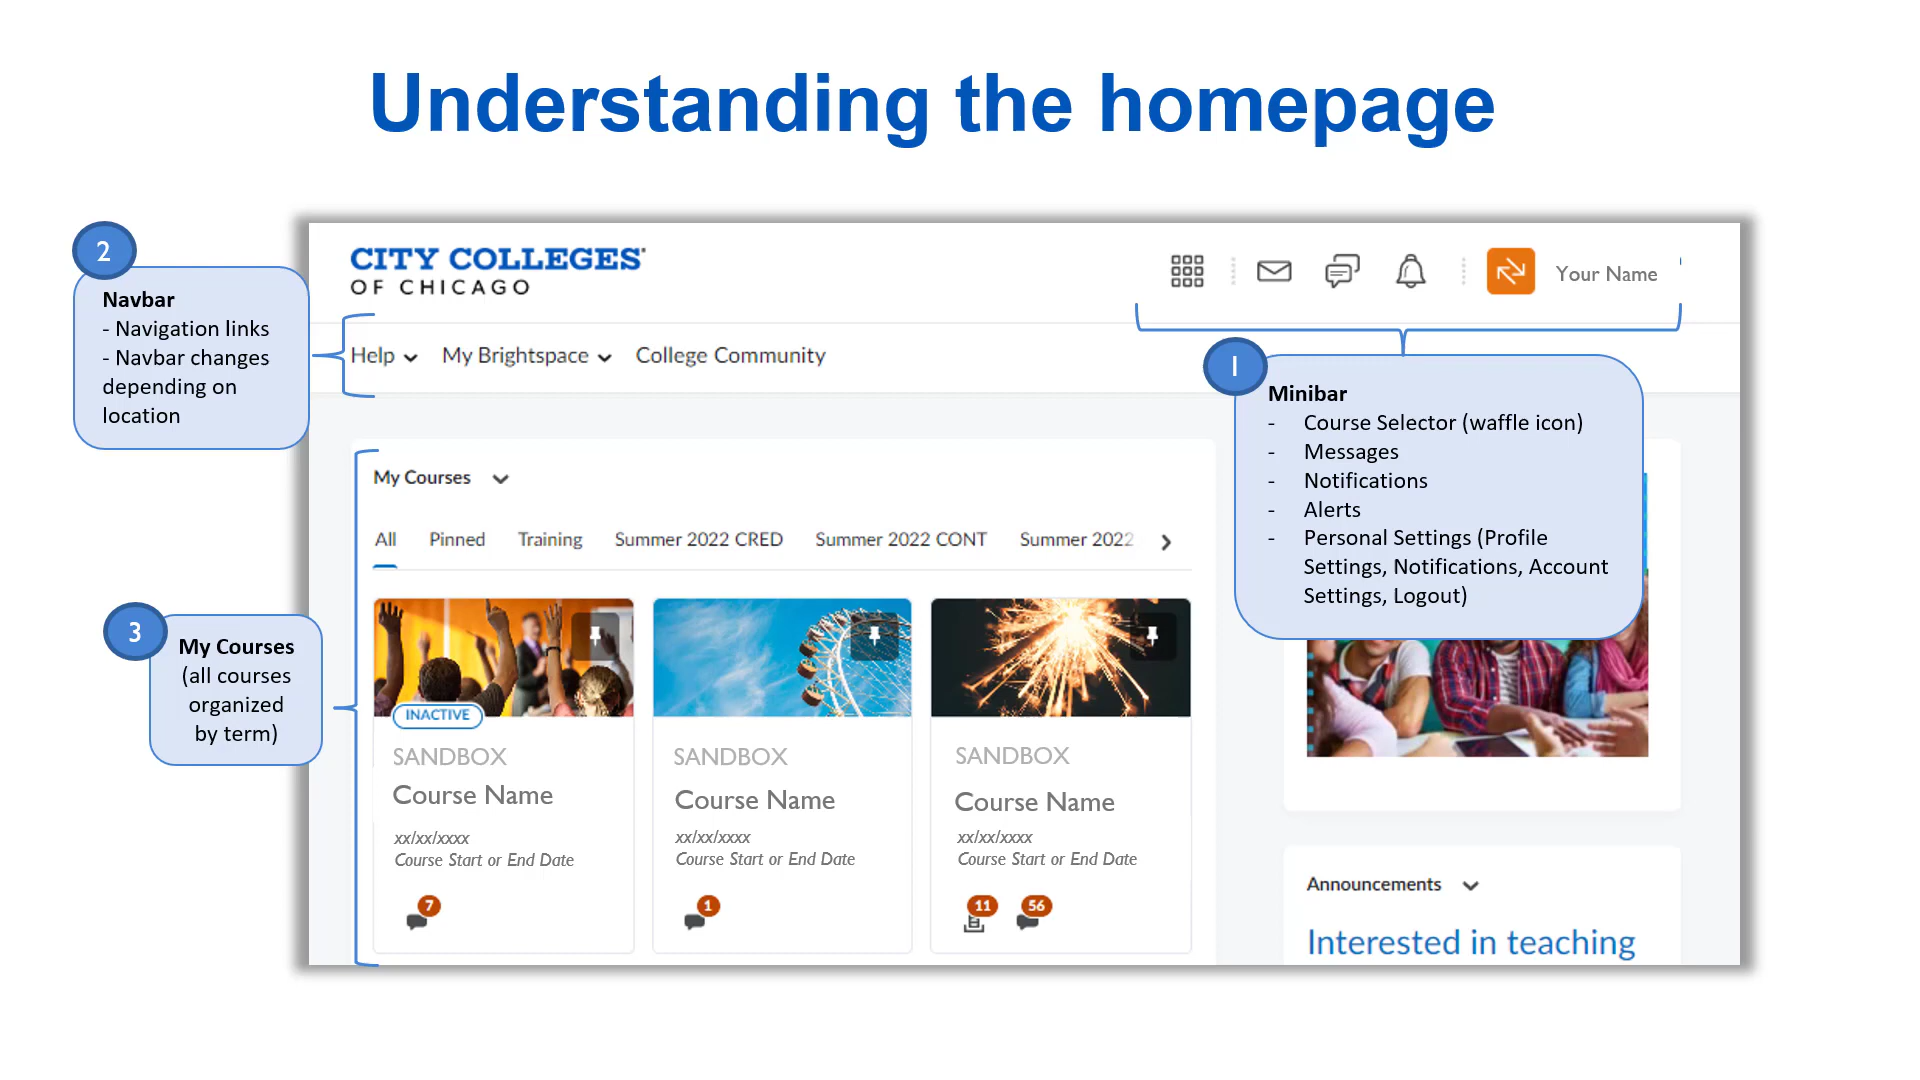 Understanding the homepage
2
Navbar
- Navigation links
- Navbar changes
depending on
location
CITY COLLEGES
OF CHICAGO
Your Name
Help
My Brightspace
College Community
1
Minibar
- Course Selector (waffle icon)
- Messages
- Notifications
- Alerts
- Personal Settings (Profile
Settings, Notifications, Account
Settings, Logout)
3
My Courses
(all courses
organized
by term)
My Courses
All
Pinned
Training
Summer 2022 CRED
Summer 2022 CONT
Summer 2022
INACTIVE
SANDBOX
Course Name
xx/xx/xxxx
Course Start or End Date
7
SANDBOX
Course Name
xx/xx/xxxx
Course Start or End Date
1
SANDBOX
Course Name
xx/xx/xxxx
Course Start or End Date
11
56
Announcements
Interested in teaching